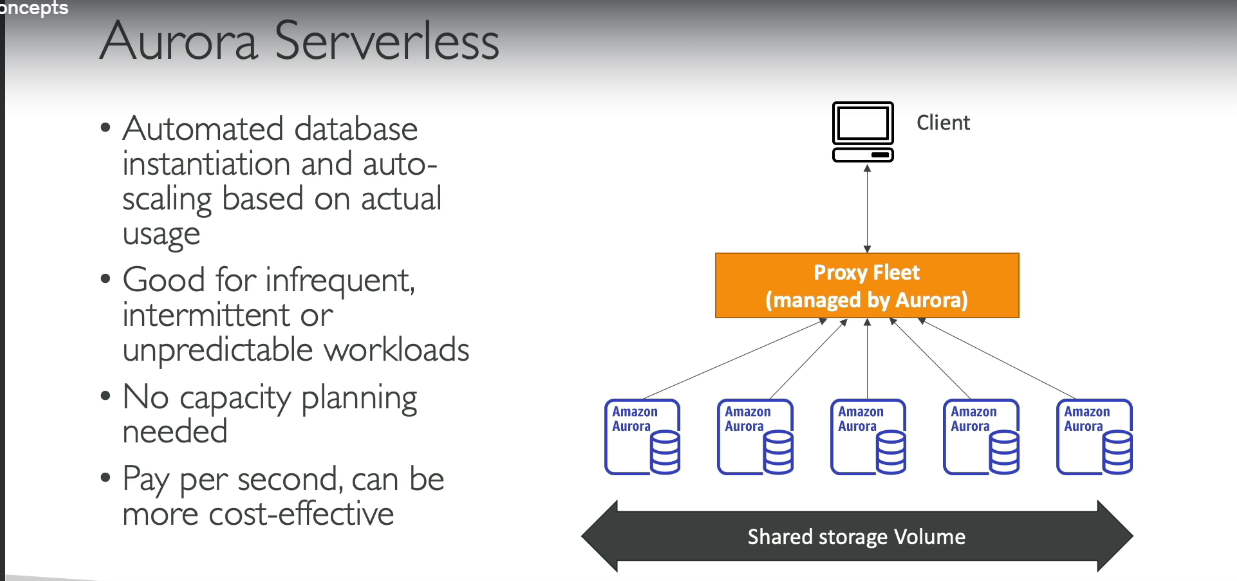 oncepts
Aurora Serverless
• Automated database
instantiation and auto-
scaling based on actual
usage
• Good for infrequent,
intermittent or
unpredictable workloads
• No capacity planning
needed
• Pay per second, can be
more cost-effective
Client
Proxy Fleet
(managed by Aurora)
Amazon
Aurora
Amazon
Aurora
Amazon
Aurora
Amazon
Aurora
Amazon
Aurora
Shared storage Volume